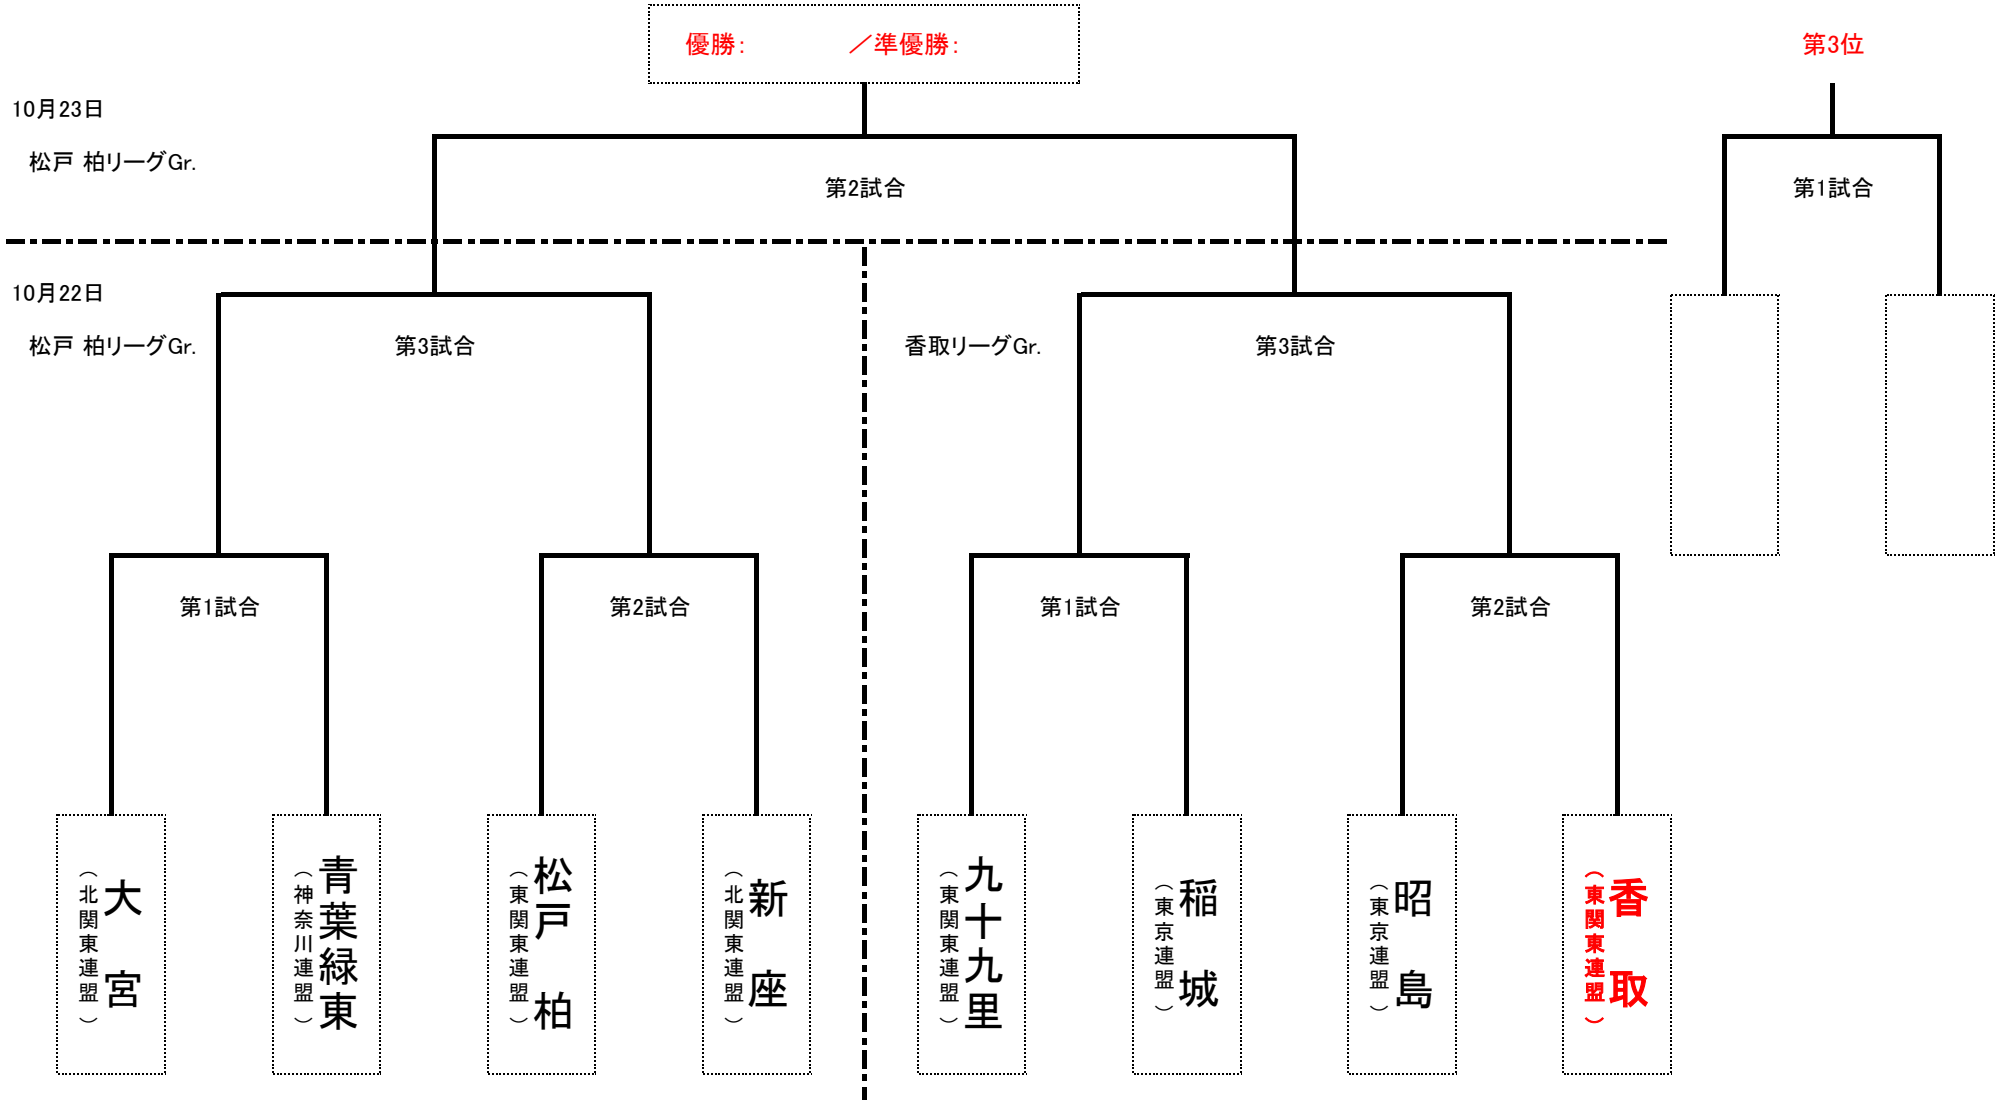 優勝： ／準優勝：
第3位
10月23日
松戸 柏リーグGr.
第2試合
第1試合
10月22日
松戸 柏リーグGr.
第3試合
香取リーグGr.
第3試合
第1試合
第2試合
第1試合
第2試合
大 宮
（北関東連盟）
青葉緑東
（神奈川連盟）
松戸 柏
（東関東連盟）
新 座
（北関東連盟）
九十九里
（東関東連盟）
稲 城
（東京連盟）
昭 島
（東京連盟）
香 取
（東関東連盟）